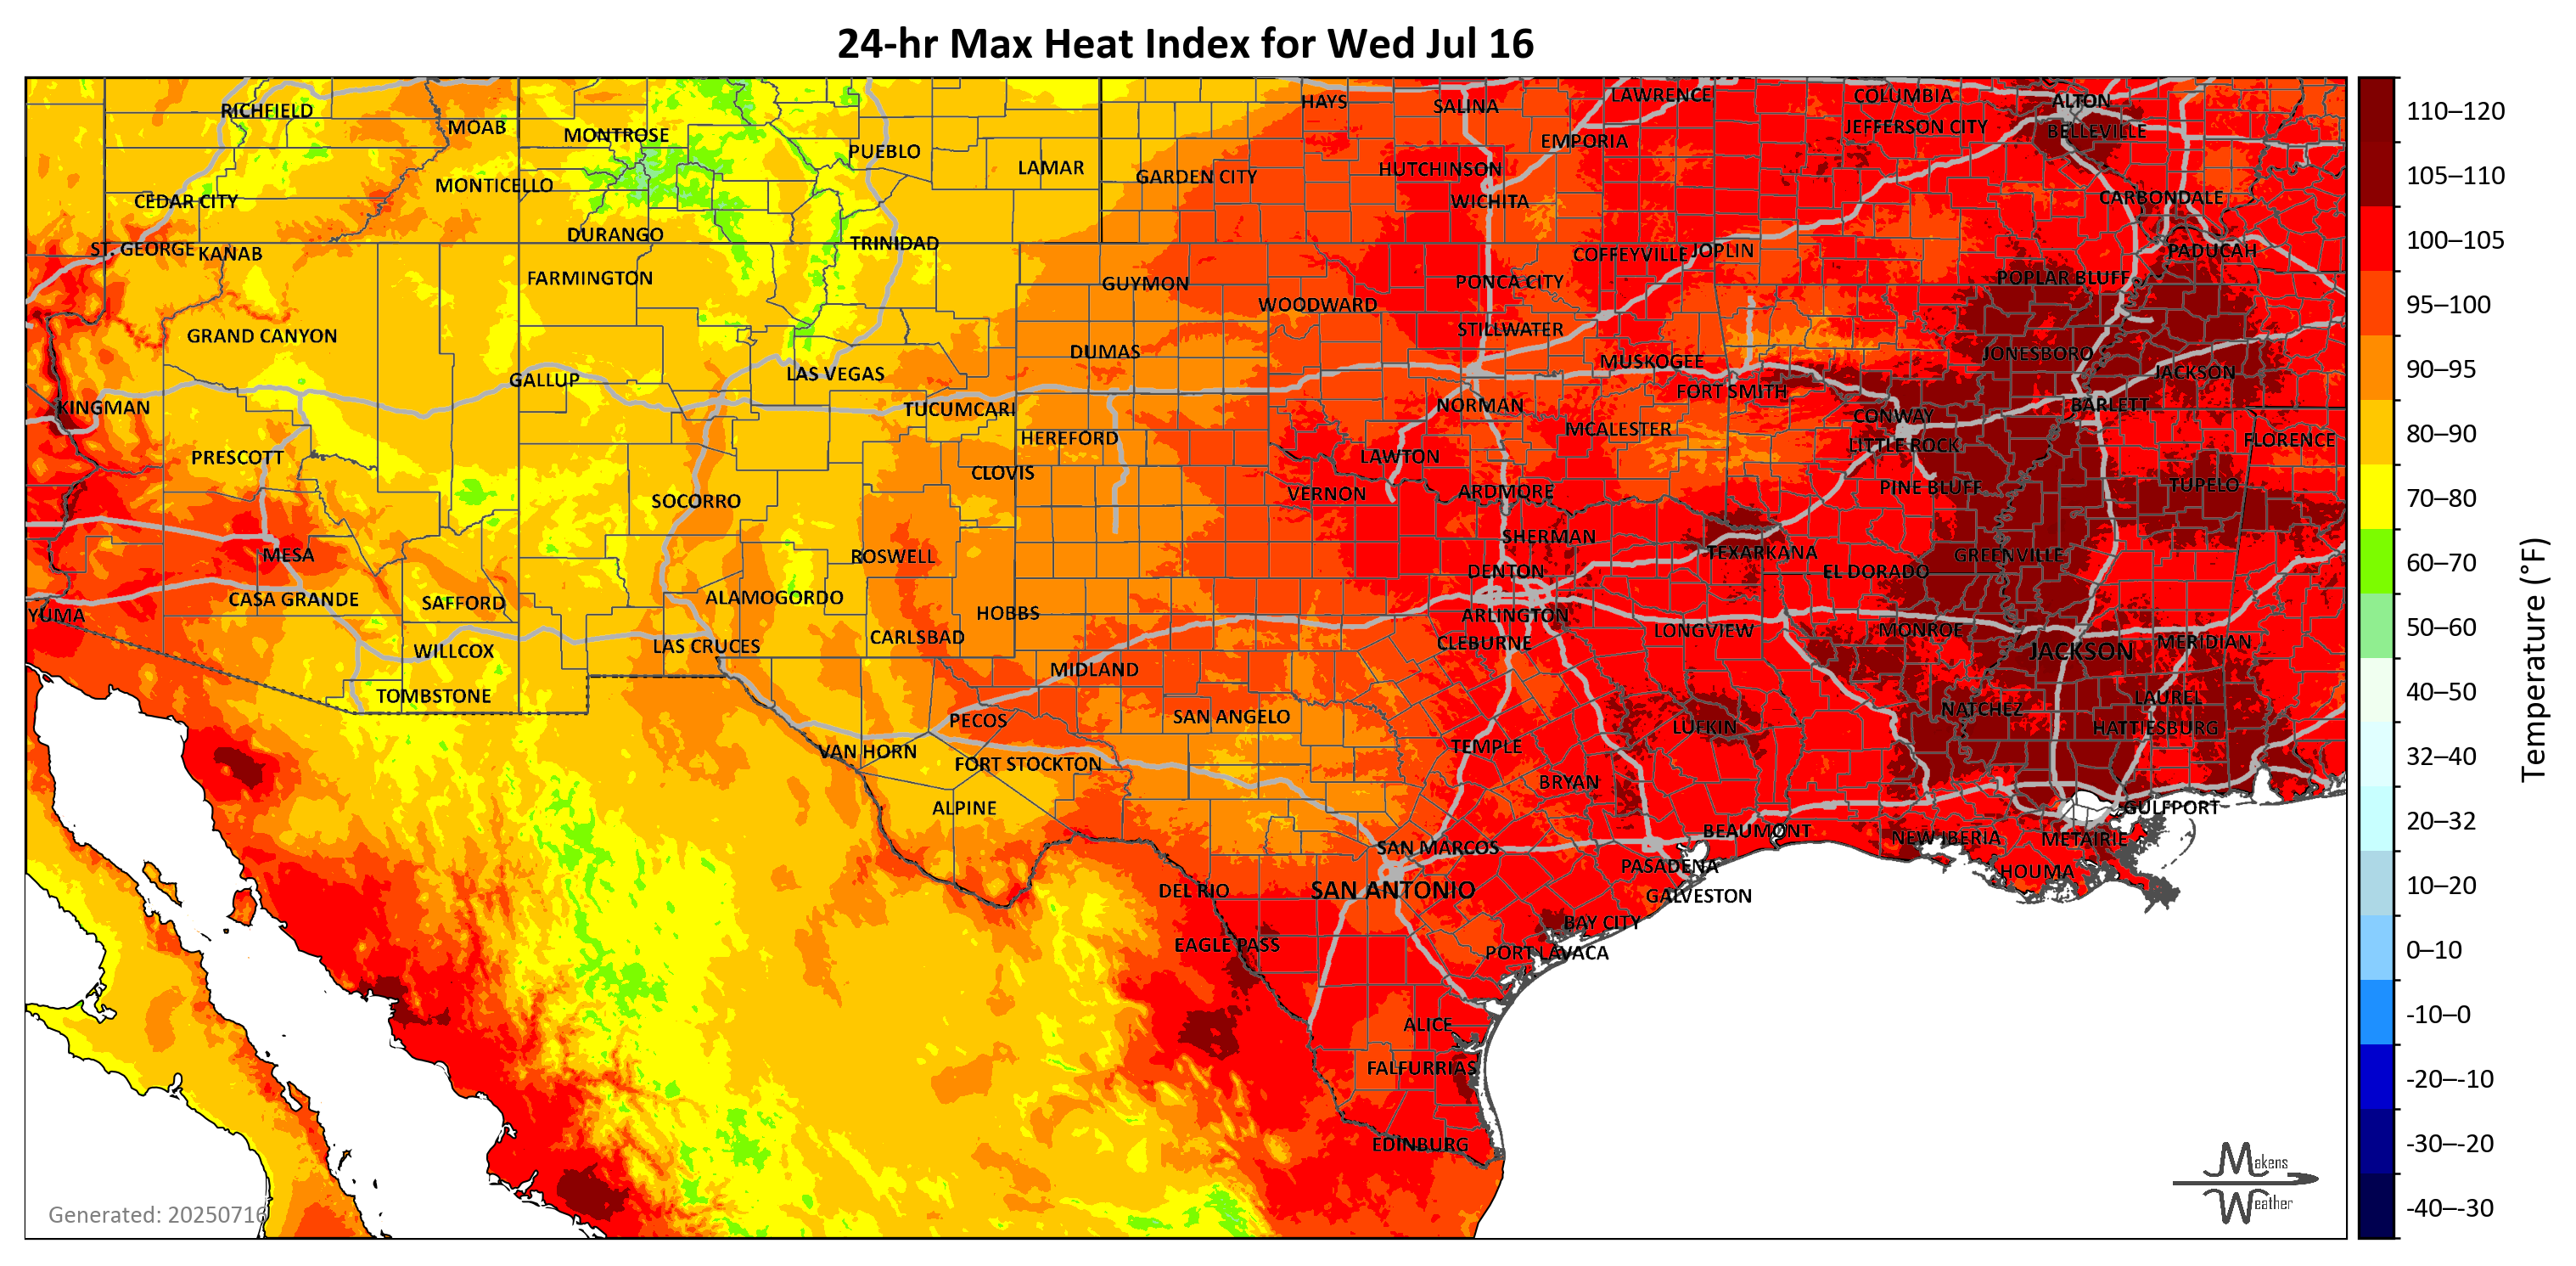 24-hr Max Heat Index for Wed Jul 16
RICHFIELD
MOAB
MONTROSE
PUEBLO
LAMAR
HAYS
SALINA
LAWRENCE
COLUMBIA
ALTON
EMPORIA
JEFFERSON CITY
BELLEVILLE
CEDAR CITY
MONTICELLO
GARDEN CITY
HUTCHINSON
WICHITA
CARBONDALE
ST. GEORGE
KANAB
DURANGO
TRINIDAD
COFFEYVILLE
JOPLIN
PADUCAH
FARMINGTON
GUYMON
WOODWARD
PONCA CITY
POPLAR BLUFF
GRAND CANYON
DUMAS
STILLWATER
JONESBORO
GALLUP
LAS VEGAS
MUSKOGEE
FORT SMITH
JACKSON
KINGMAN
TUCUMCARI
NORMAN
CONWAY
BARLETT
PRESCOTT
HEREFORD
MCALESTER
LITTLE ROCK
FLORENCE
CLOVIS
LAWTON
SOCORRO
VERNON
ARDMORE
PINE BLUFF
TUPELO
MESA
ROSWELL
SHERMAN
TEXARKANA
GREENVILLE
DENTON
EL DORADO
CASA GRANDE
SAFFORD
ALAMOGORDO
HOBBS
YUMA
ARLINGTON
LAS CRUCES
CARLSBAD
CLEBURNE
LONGVIEW
MONROE
JACKSON
MERIDIAN
WILLCOX
MIDLAND
TOMBSTONE
PECOS
SAN ANGELO
LUFKIN
NATCHEZ
LAUREL
HATTIESBURG
VAN HORN
FORT STOCKTON
TEMPLE
BRYAN
ALPINE
GULFPORT
SAN MARCOS
BEAUMONT
NEW IBERIA
METAIRIE
PASADENA
HOUMA
DEL RIO
SAN ANTONIO
GALVESTON
EAGLE PASS
BAY CITY
PORT LAVACA
ALICE
FALFURRIAS
EDINBURG
Generated: 20250716
Makens
Weather
110–120
105–110
100–105
95–100
90–95
80–90
70–80
60–70
50–60
40–50
32–40
20–32
10–20
0–10
-10–0
-20–-10
-30–-20
-40–-30
Temperature (°F)